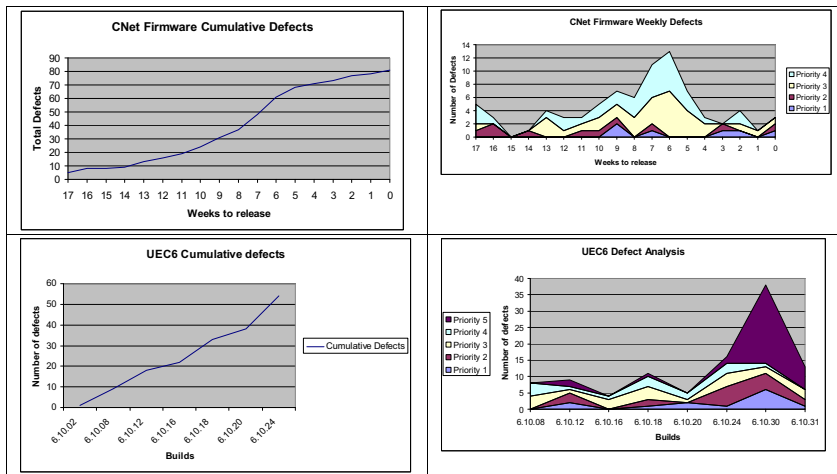 CNet Firmware Cumulative Defects
Total Defects
90
80
70
60
50
40
30
20
10
0
17 16 15 14 13 12 11 10 9 8 7 6 5 4 3 2 1 0
Weeks to release
CNet Firmware Weekly Defects
Number of Defects
14
12
10
8
6
4
2
0
17 16 15 14 13 12 11 10 9 8 7 6 5 4 3 2 1 0
Weeks to release
Priority 4
Priority 3
Priority 2
Priority 1
UEC6 Cumulative defects
Number of defects
60
50
40
30
20
10
0
6.10.02 6.10.08 6.10.12 6.10.16 6.10.18 6.10.20 6.10.24
Builds
Cumulative Defects
UEC6 Defect Analysis
Priority 5
Priority 4
Priority 3
Priority 2
Priority 1
Number of defects
40
35
30
25
20
15
10
5
0
6.10.08 6.10.12 6.10.16 6.10.18 6.10.20 6.10.24 6.10.30 6.10.31
Builds